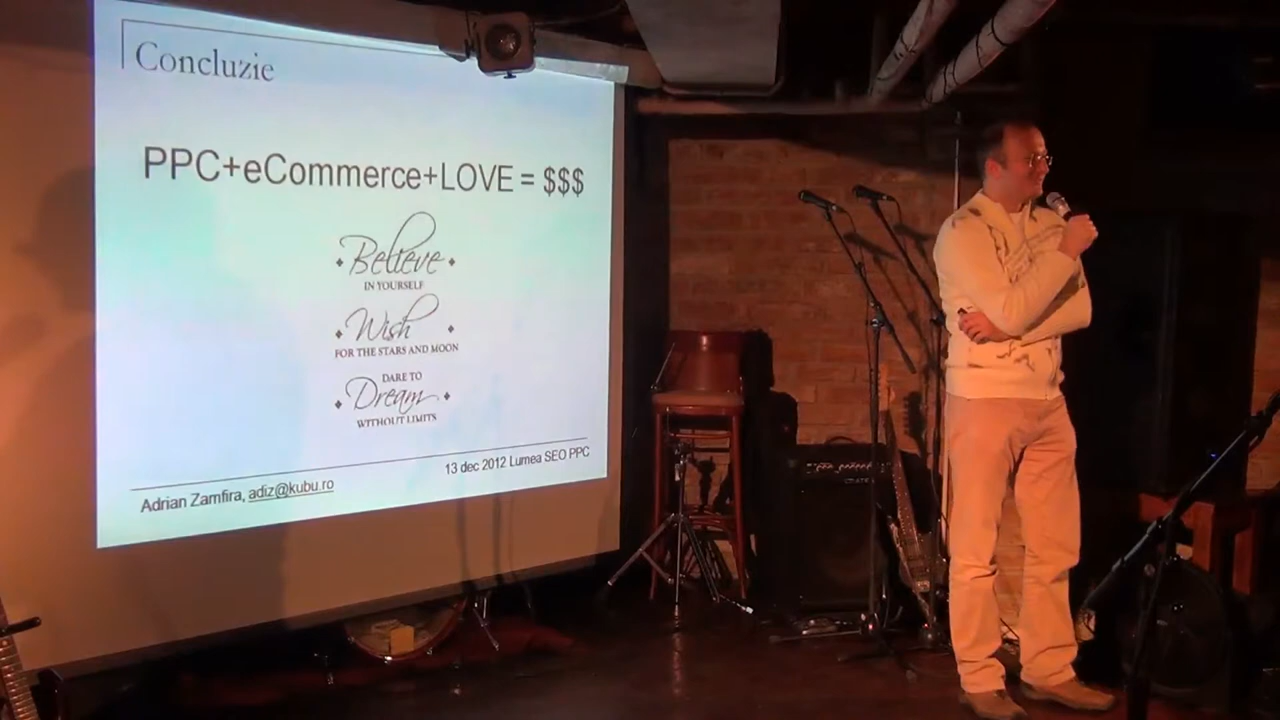 Concluzie
PPC+eCommerce+LOVE = $$$
Believe
IN YOURSELF
Wish
FOR THE STARS AND MOON
DARE TO
Dream
WITHOUT LIMITS
13 dec 2012 Lumea SEO PPC
Adrian Zamfira, adiz@kubu.ro